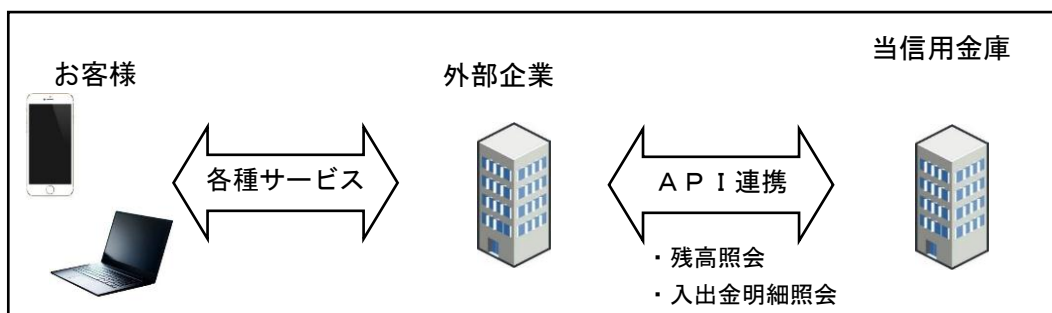 お客様
外部企業
当信用金庫
各種サービス
ＡＰＩ連携
・残高照会
・入出金明細照会